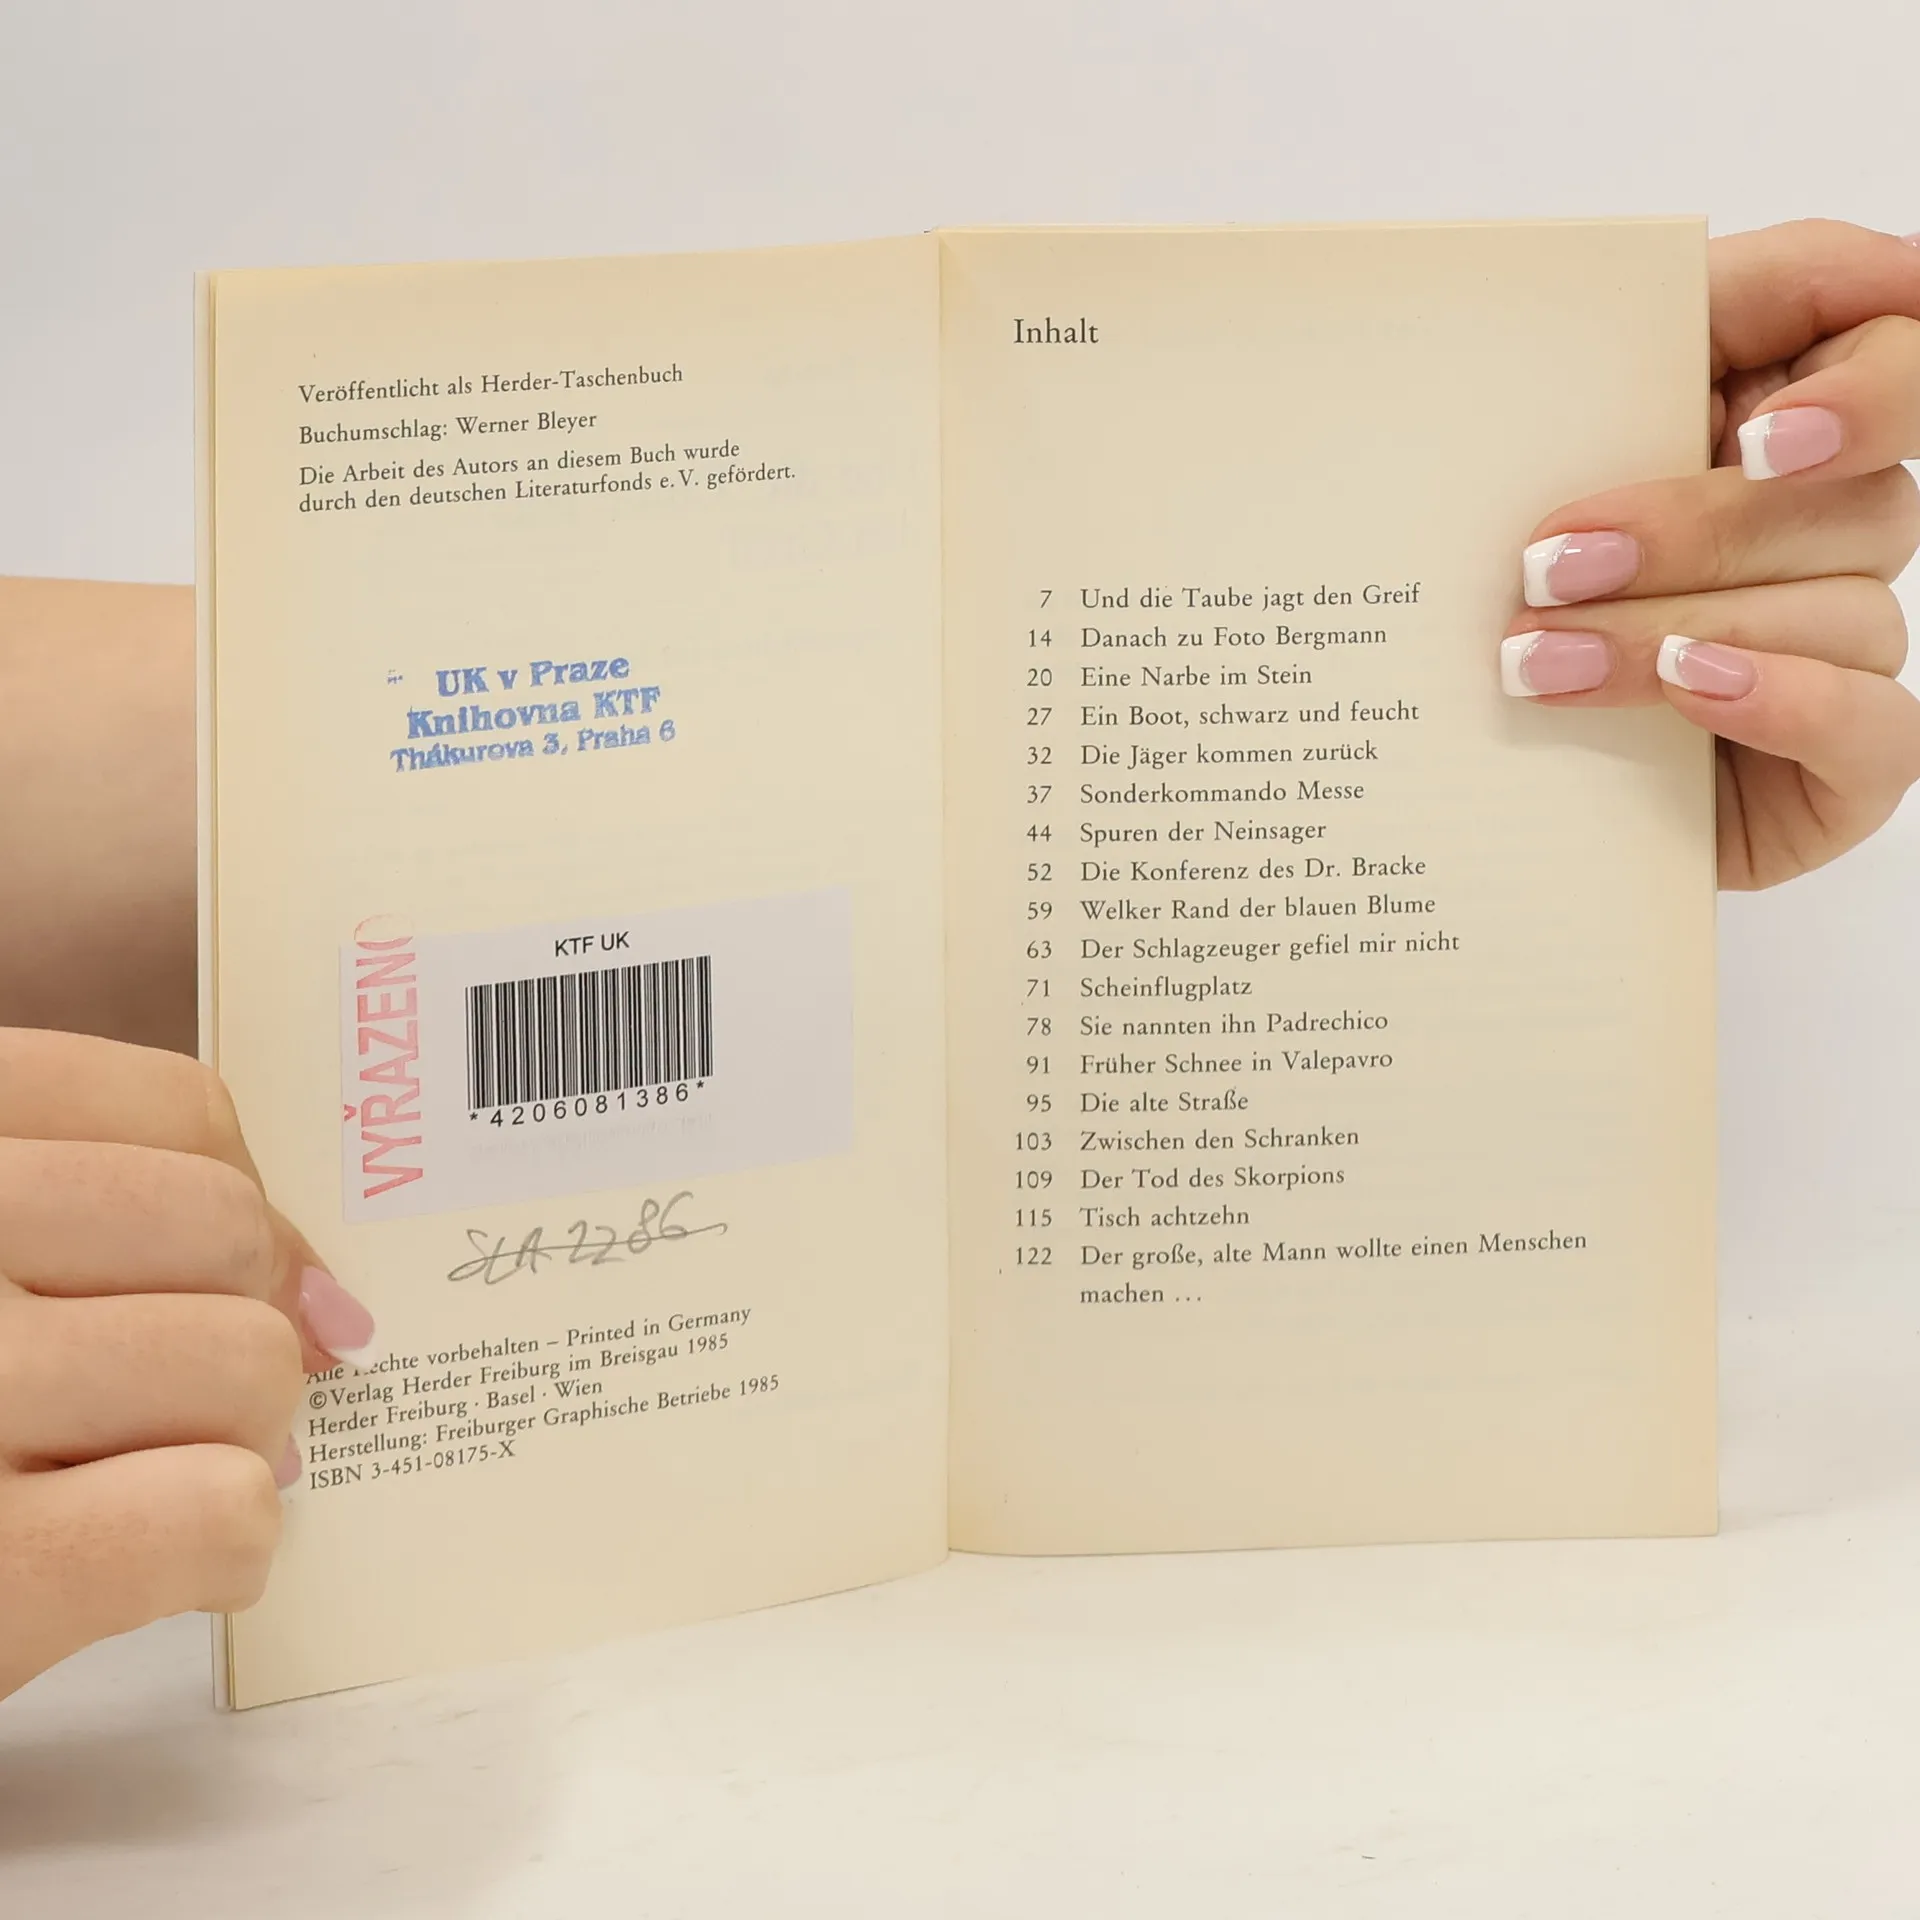 Veröffentlicht als Herder-Taschenbuch
Buchumschlag: Werner Bleyer
Die Arbeit des Autors an diesem Buch wurde
durch den deutschen Literaturfonds e.V. gefördert.
UK v Praze
Knihovna KTF
Thákurova 3, Praha 6
VYŘAZENO
KTF UK
*4206081386*
2286
Alle Rechte vorbehalten – Printed in Germany
©Verlag Herder Freiburg im Breisgau 1985
Herder Freiburg · Basel · Wien
Herstellung: Freiburger Graphische Betriebe 1985
ISBN 3-451-08175-X
Inhalt
7 Und die Taube jagt den Greif
14 Danach zu Foto Bergmann
20 Eine Narbe im Stein
27 Ein Boot, schwarz und feucht
32 Die Jäger kommen zurück
37 Sonderkommando Messe
44 Spuren der Neinsager
52 Die Konferenz des Dr. Bracke
59 Welker Rand der blauen Blume
63 Der Schlagzeuger gefiel mir nicht
71 Scheinflugplatz
78 Sie nannten ihn Padrechico
91 Früher Schnee in Valepavro
95 Die alte Straße
103 Zwischen den Schranken
109 Der Tod des Skorpions
115 Tisch achtzehn
122 Der große, alte Mann wollte einen Menschen
machen ...